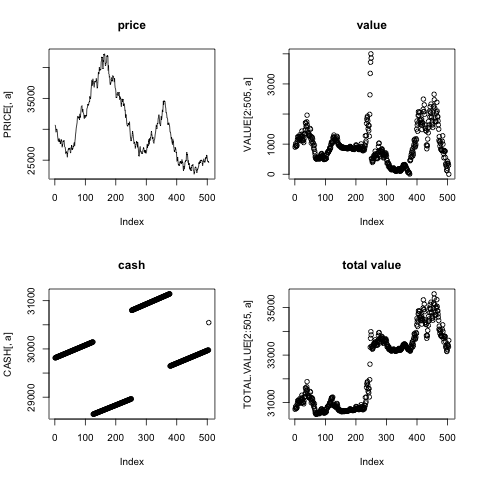 price
PRICE[, a]
25000
35000
0 100 200 300 400 500
Index
value
VALUE[2:505, a]
0 1000 3000
0 100 200 300 400 500
Index
cash
CASH[, a]
29000 30000 31000
0 100 200 300 400 500
Index
total value
TOTAL.VALUE[2:505, a]
31000 33000 35000
0 100 200 300 400 500
Index